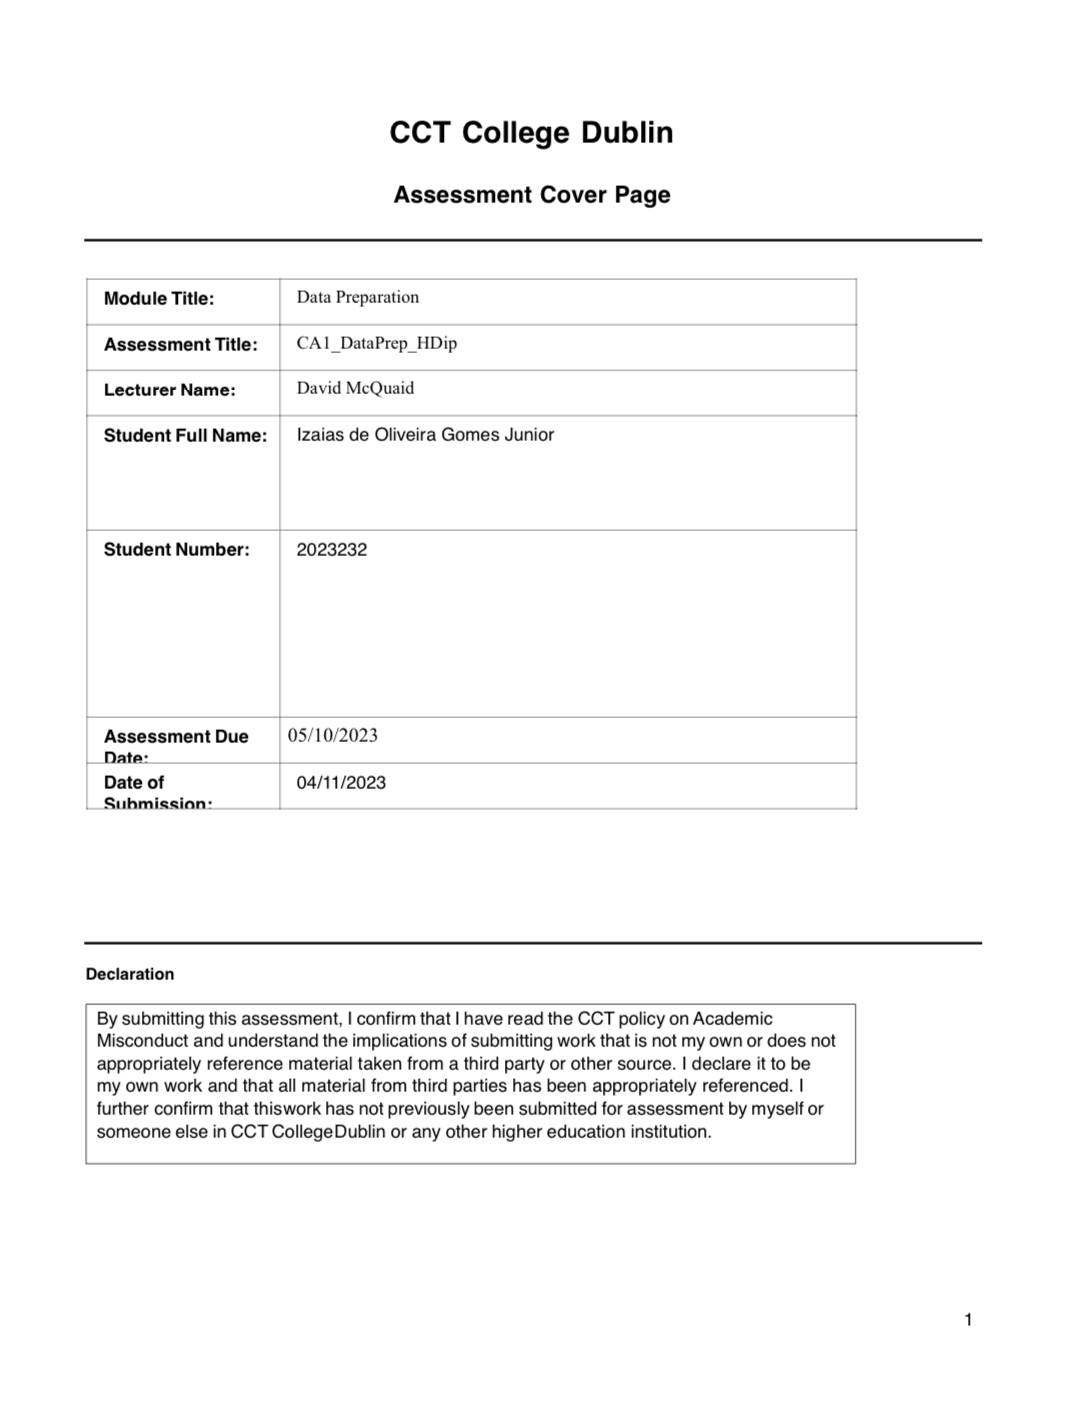 CCT College Dublin
Assessment Cover Page
Module Title: Data Preparation
Assessment Title: CA1_DataPrep_HDip
Lecturer Name: David McQuaid
Student Full Name: Izaias de Oliveira Gomes Junior
Student Number: 2023232
Assessment Due 05/10/2023
Date:
Date of 04/11/2023
Submission:
Declaration
By submitting this assessment, I confirm that I have read the CCT policy on Academic
Misconduct and understand the implications of submitting work that is not my own or does not
appropriately reference material taken from a third party or other source. I declare it to be
my own work and that all material from third parties has been appropriately referenced. I
further confirm that thiswork has not previously been submitted for assessment by myself or
someone else in CCT CollegeDublin or any other higher education institution.
1